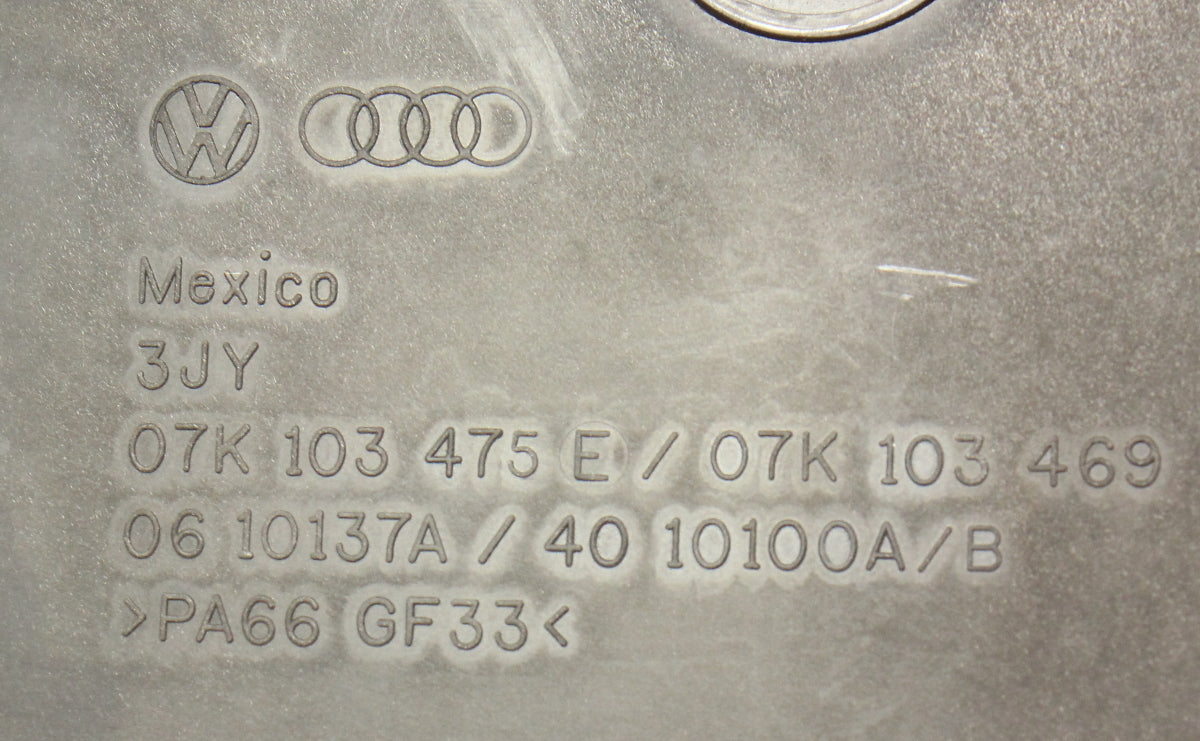 Mexico
3JY
07K 103 475 E / 07K 103 469
06 10137A / 40 10100A/B
>PA66 GF33<